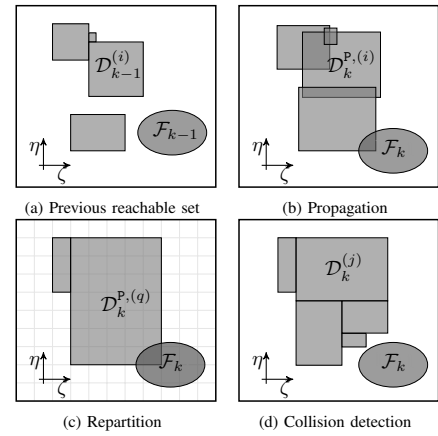 𝒟_{k−1}^{(i)}
ℱ_{k−1}
η
ζ
(a) Previous reachable set
𝒟_k^{P,(i)}
ℱ_k
η
ζ
(b) Propagation
𝒟_k^{P,(q)}
ℱ_k
η
ζ
(c) Repartition
𝒟_k^{(j)}
ℱ_k
η
ζ
(d) Collision detection